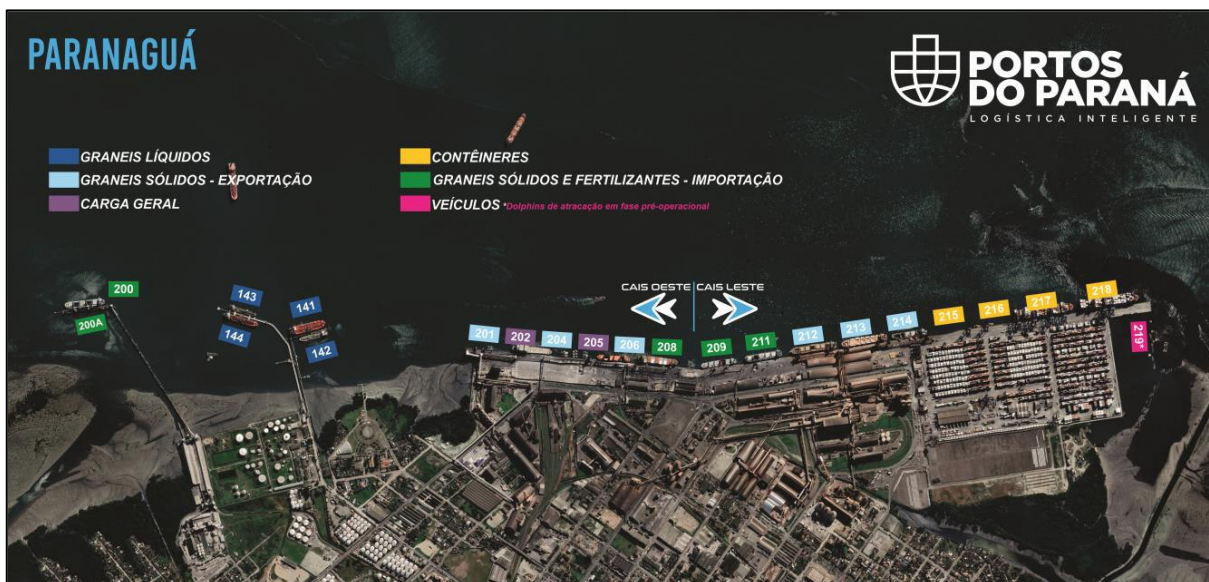 PARANAGUÁ
PORTOS
DO PARANÁ
LOGÍSTICA INTELIGENTE
GRANEIS LÍQUIDOS
GRANEIS SÓLIDOS - EXPORTAÇÃO
CARGA GERAL
CONTÊINERES
GRANEIS SÓLIDOS E FERTILIZANTES - IMPORTAÇÃO
VEÍCULOS *Dolphins de atracação em fase pré-operacional
CAIS OESTE
CAIS LESTE
200
200A
143
144
141
142
201
202
204
205
206
208
209
211
212
213
214
215
216
217
218
219*